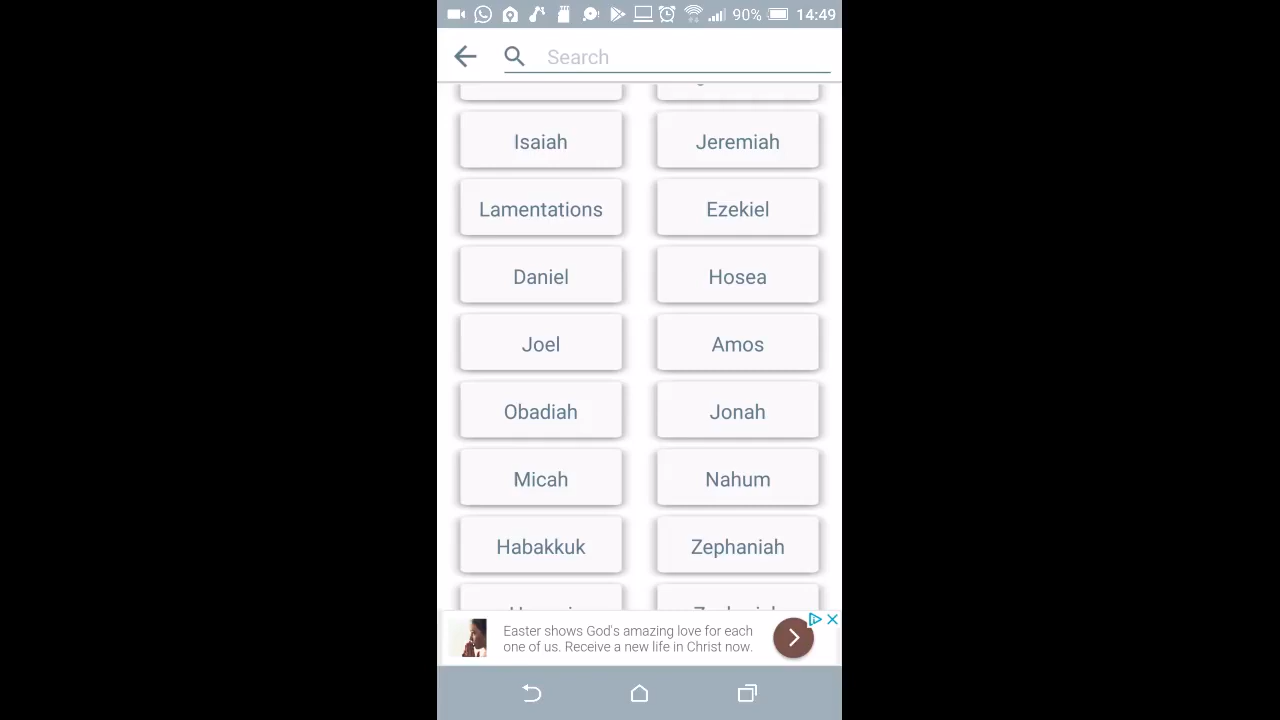 90% 14:49
Search
Isaiah Jeremiah
Lamentations Ezekiel
Daniel Hosea
Joel Amos
Obadiah Jonah
Micah Nahum
Habakkuk Zephaniah
Easter shows God's amazing love for each
one of us. Receive a new life in Christ now.